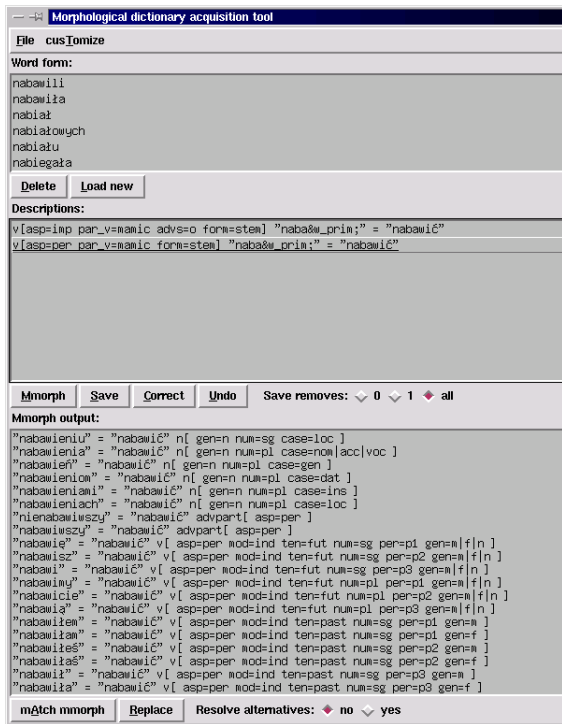 Morphological dictionary acquisition tool
File cusTomize
Word form:
nabawili
nabawiła
nabiał
nabiałowych
nabiału
nabiegała
Delete Load new
Descriptions:
v[asp=imp par_v=mamic advs=o form=stem] "naba&w_prim;" = "nabawić"
v[asp=per par_v=mamic form=stem] "naba&w_prim;" = "nabawić"
Mmorph Save Correct Undo Save removes: 0 1 all
Mmorph output:
"nabawieniu" = "nabawić" n[ gen=n num=sg case=loc ]
"nabawienia" = "nabawić" n[ gen=n num=pl case=nom|acc|voc ]
"nabawień" = "nabawić" n[ gen=n num=pl case=gen ]
"nabawieniom" = "nabawić" n[ gen=n num=pl case=dat ]
"nabawieniami" = "nabawić" n[ gen=n num=pl case=ins ]
"nabawieniach" = "nabawić" n[ gen=n num=pl case=loc ]
"nienabawiwszy" = "nabawić" advpart[ asp=per ]
"nabawiwszy" = "nabawić" advpart[ asp=per ]
"nabawię" = "nabawić" v[ asp=per mod=ind ten=fut num=sg per=p1 gen=m|f|n ]
"nabawisz" = "nabawić" v[ asp=per mod=ind ten=fut num=sg per=p2 gen=m|f|n ]
"nabawi" = "nabawić" v[ asp=per mod=ind ten=fut num=sg per=p3 gen=m|f|n ]
"nabawimy" = "nabawić" v[ asp=per mod=ind ten=fut num=pl per=p1 gen=m|f|n ]
"nabawicie" = "nabawić" v[ asp=per mod=ind ten=fut num=pl per=p2 gen=m|f|n ]
"nabawią" = "nabawić" v[ asp=per mod=ind ten=fut num=pl per=p3 gen=m|f|n ]
"nabawiłem" = "nabawić" v[ asp=per mod=ind ten=past num=sg per=p1 gen=m ]
"nabawiłam" = "nabawić" v[ asp=per mod=ind ten=past num=sg per=p1 gen=f ]
"nabawiłeś" = "nabawić" v[ asp=per mod=ind ten=past num=sg per=p2 gen=m ]
"nabawiłaś" = "nabawić" v[ asp=per mod=ind ten=past num=sg per=p2 gen=f ]
"nabawił" = "nabawić" v[ asp=per mod=ind ten=past num=sg per=p3 gen=m ]
"nabawiła" = "nabawić" v[ asp=per mod=ind ten=past num=sg per=p3 gen=f ]
mAtch mmorph Replace Resolve alternatives: no yes